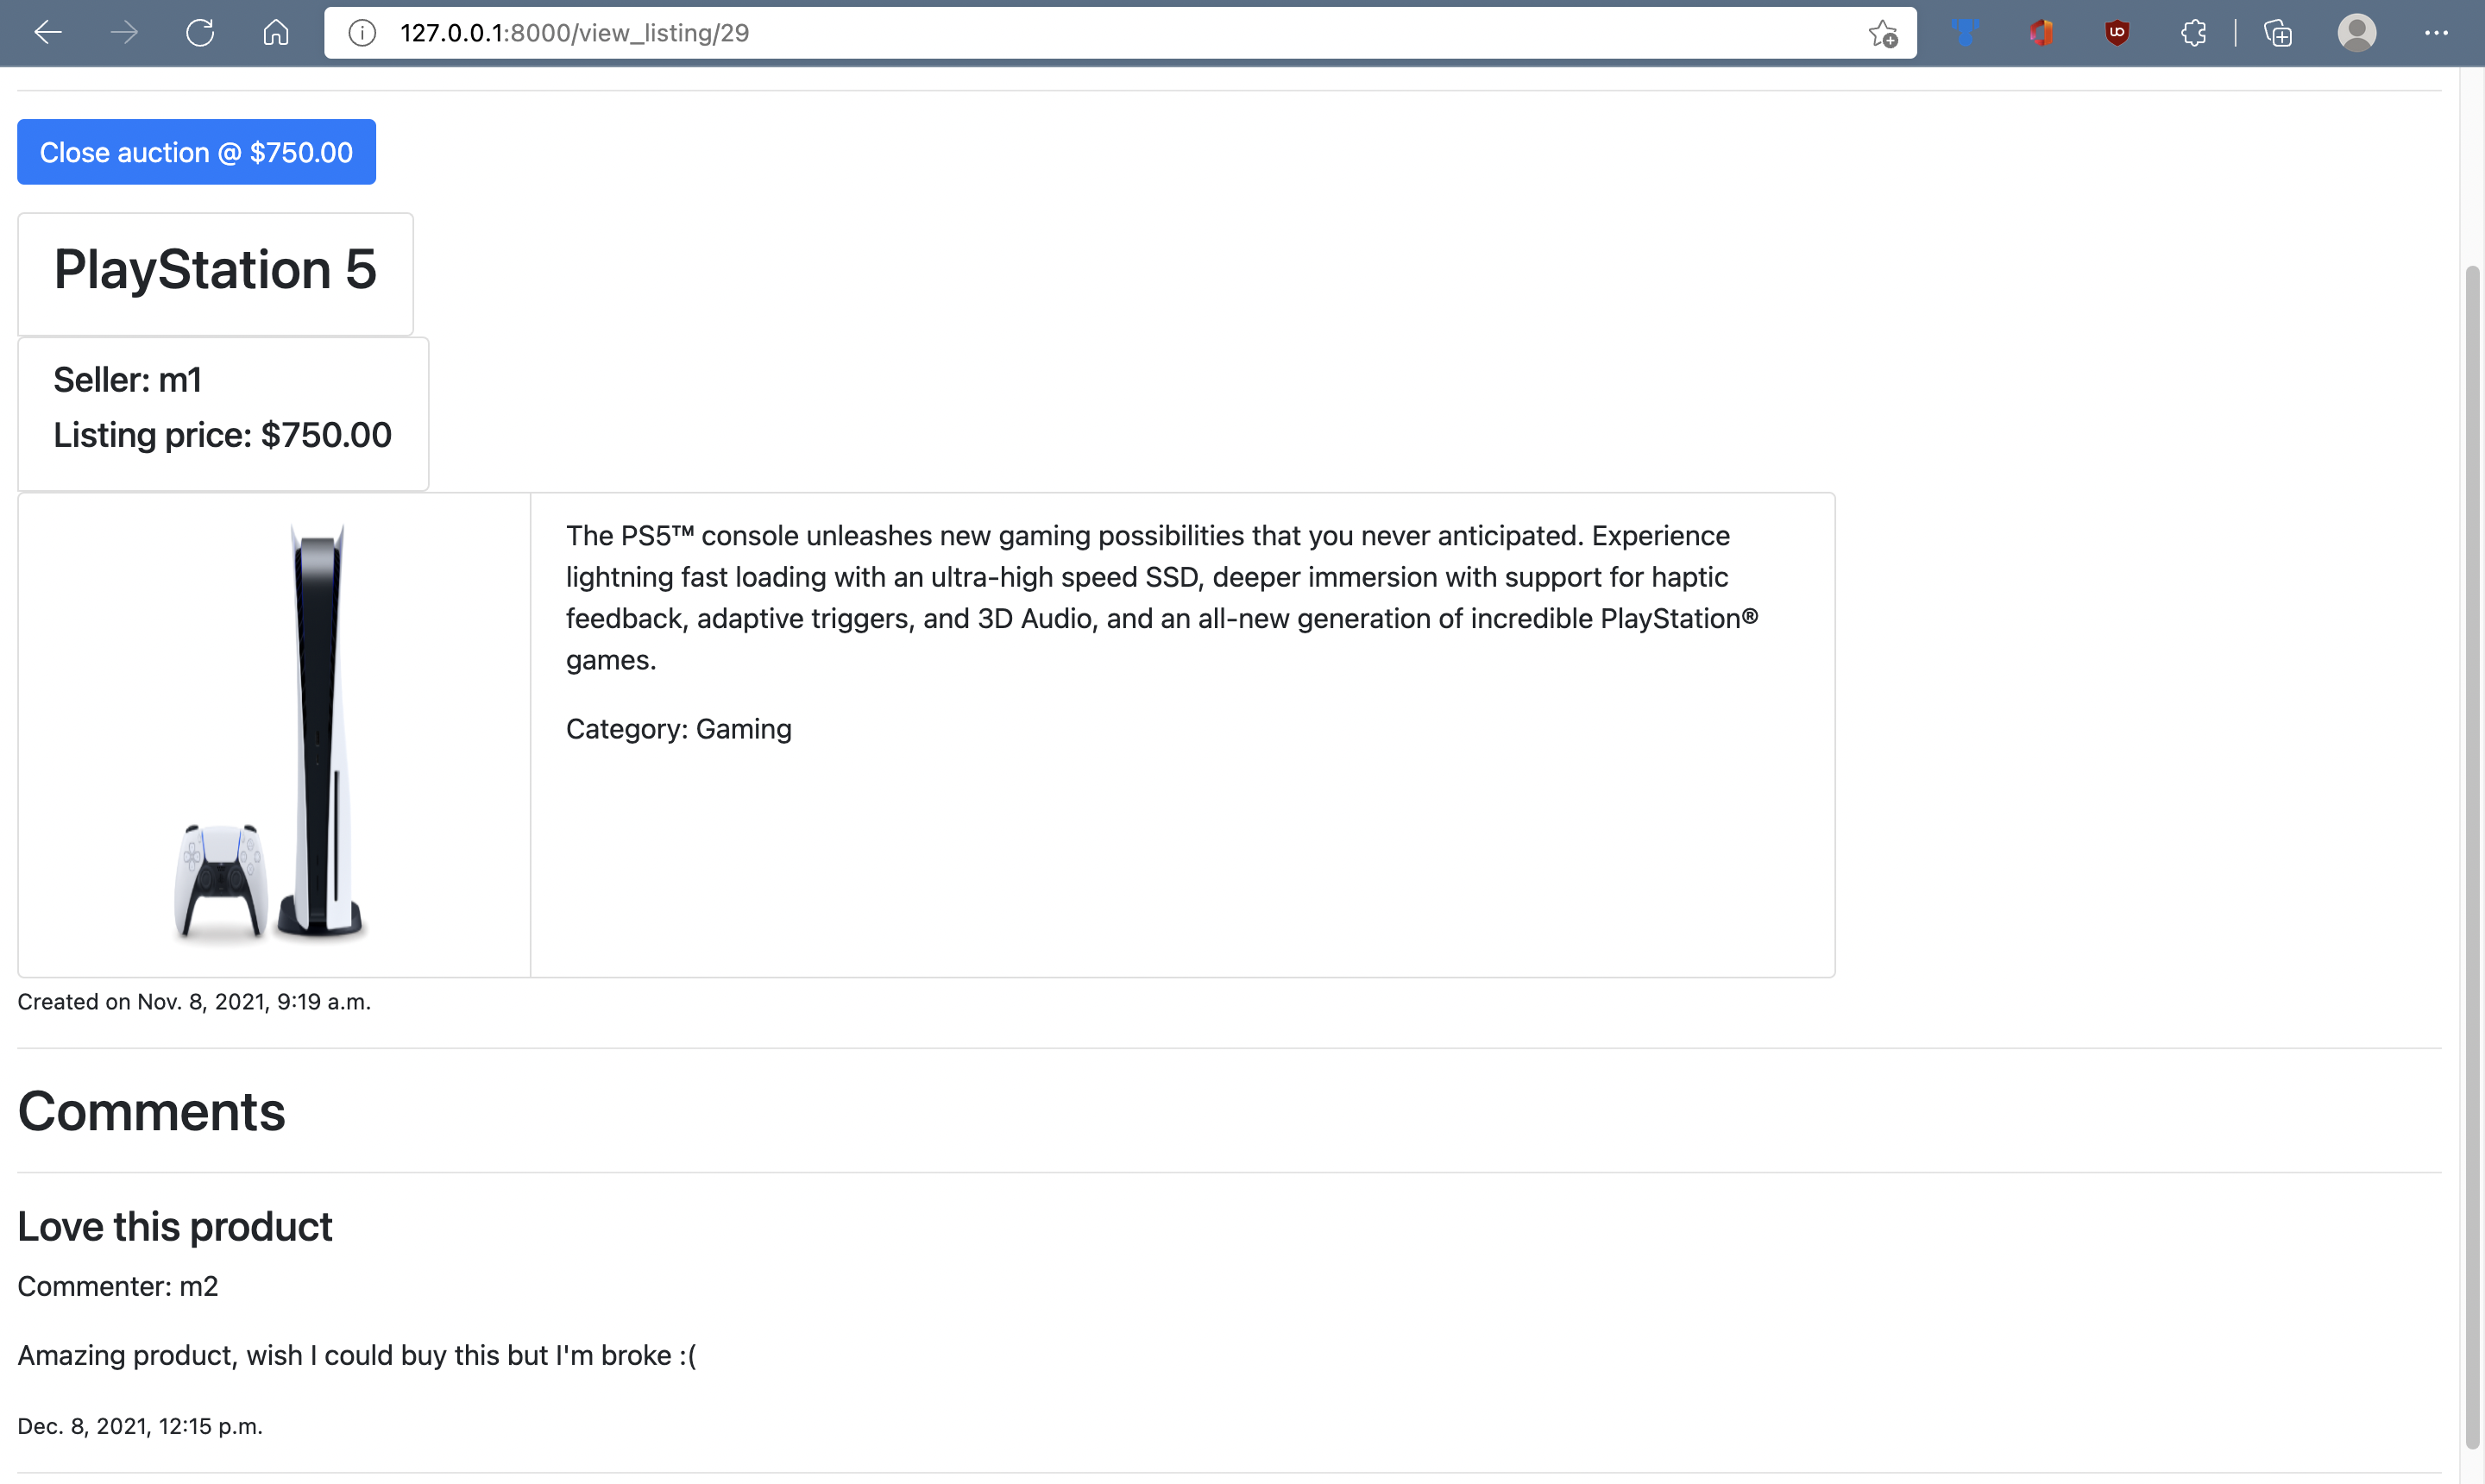 127.0.0.1:8000/view_listing/29
Close auction @ $750.00
PlayStation 5
Seller: m1
Listing price: $750.00
The PS5™ console unleashes new gaming possibilities that you never anticipated. Experience
lightning fast loading with an ultra-high speed SSD, deeper immersion with support for haptic
feedback, adaptive triggers, and 3D Audio, and an all-new generation of incredible PlayStation®
games.
Category: Gaming
Created on Nov. 8, 2021, 9:19 a.m.
Comments
Love this product
Commenter: m2
Amazing product, wish I could buy this but I'm broke :(
Dec. 8, 2021, 12:15 p.m.